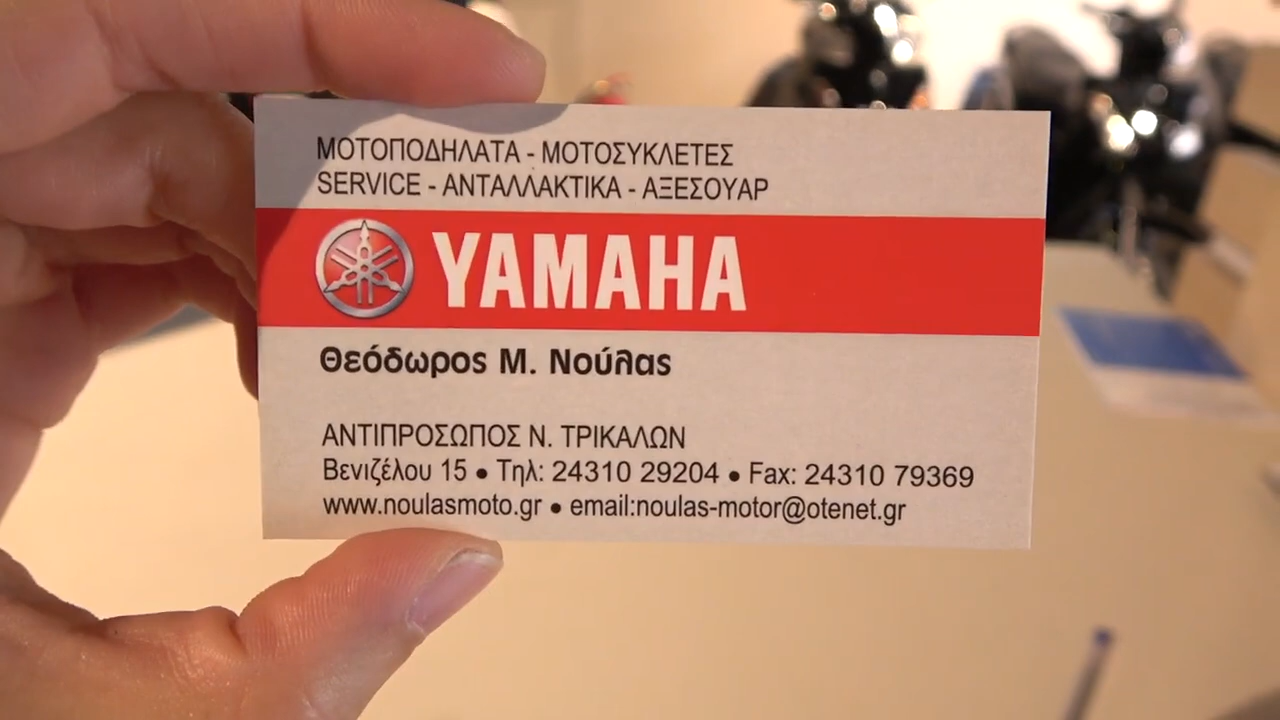 ΜΟΤΟΠΟΔΗΛΑΤΑ - ΜΟΤΟΣΥΚΛΕΤΕΣ
SERVICE - ΑΝΤΑΛΛΑΚΤΙΚΑ - ΑΞΕΣΟΥΑΡ
YAMAHA
Θεόδωρος Μ. Νούλας
ΑΝΤΙΠΡΟΣΩΠΟΣ Ν. ΤΡΙΚΑΛΩΝ
Βενιζέλου 15 • Τηλ: 24310 29204 • Fax: 24310 79369
www.noulasmoto.gr • email:noulas-motor@otenet.gr